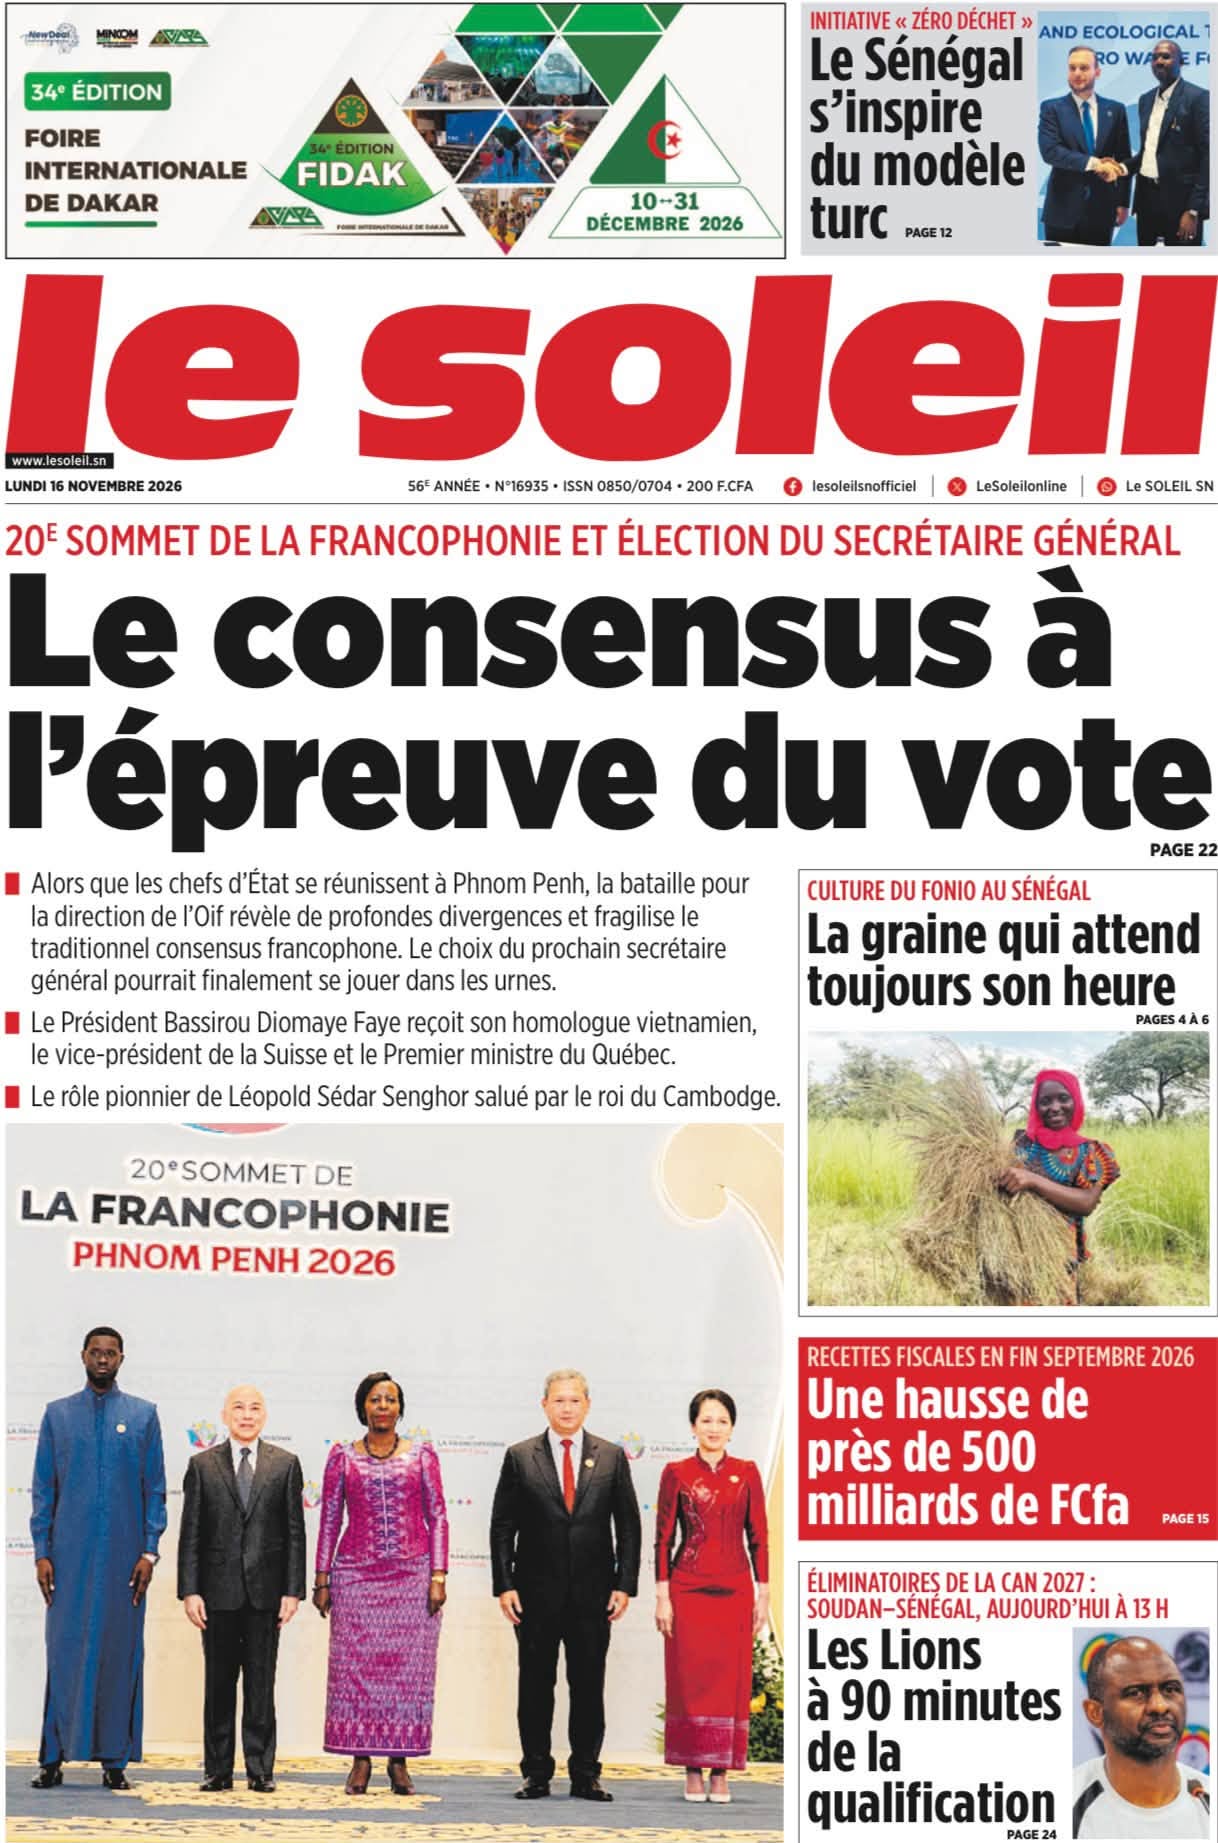 NewDeal
MINCOM
34e ÉDITION
FOIRE
INTERNATIONALE
DE DAKAR
34e ÉDITION
FIDAK
FOIRE INTERNATIONALE DE DAKAR
10↔31
DÉCEMBRE 2026
INITIATIVE « ZÉRO DÉCHET »
Le Sénégal
s’inspire
du modèle
turc
PAGE 12
AND ECOLOGICAL T
RO WASTE FO
le soleil
www.lesoleil.sn
LUNDI 16 NOVEMBRE 2026
56E ANNÉE • N°16935 • ISSN 0850/0704 • 200 F.CFA
lesoleilsnofficiel
LeSoleilonline
Le SOLEIL SN
20E SOMMET DE LA FRANCOPHONIE ET ÉLECTION DU SECRÉTAIRE GÉNÉRAL
Le consensus à
l’épreuve du vote
PAGE 22
Alors que les chefs d’État se réunissent à Phnom Penh, la bataille pour
la direction de l’Oif révèle de profondes divergences et fragilise le
traditionnel consensus francophone. Le choix du prochain secrétaire
général pourrait finalement se jouer dans les urnes.
Le Président Bassirou Diomaye Faye reçoit son homologue vietnamien,
le vice-président de la Suisse et le Premier ministre du Québec.
Le rôle pionnier de Léopold Sédar Senghor salué par le roi du Cambodge.
20e SOMMET DE
LA FRANCOPHONIE
PHNOM PENH 2026
CULTURE DU FONIO AU SÉNÉGAL
La graine qui attend
toujours son heure
PAGES 4 À 6
RECETTES FISCALES EN FIN SEPTEMBRE 2026
Une hausse de
près de 500
milliards de FCfa
PAGE 15
ÉLIMINATOIRES DE LA CAN 2027 :
SOUDAN–SÉNÉGAL, AUJOURD’HUI À 13 H
Les Lions
à 90 minutes
de la
qualification
PAGE 24